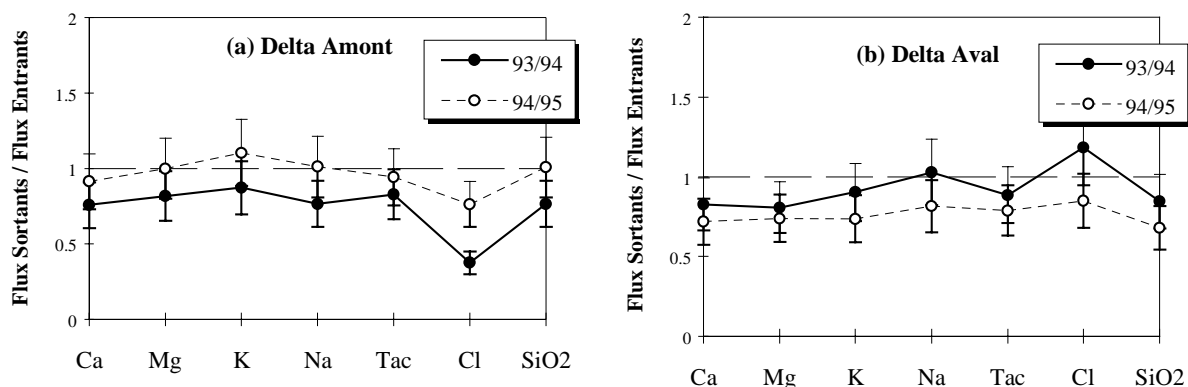 (a) Delta Amont
93/94
94/95
Flux Sortants / Flux Entrants
2
1.5
1
0.5
0
Ca Mg K Na Tac Cl SiO2
(b) Delta Aval
93/94
94/95
Flux Sortants / Flux Entrants
2
1.5
1
0.5
0
Ca Mg K Na Tac Cl SiO2